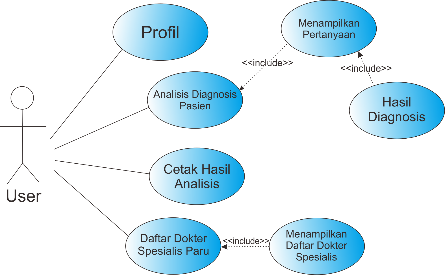 Profil
Menampilkan
Pertanyaan
<<include>>
<<include>>
Analisis Diagnosis
Pasien
Hasil
Diagnosis
Cetak Hasil
Analisis
User
Daftar Dokter
Spesialis Paru
<<include>>
Menampilkan
Daftar Dokter
Spesialis